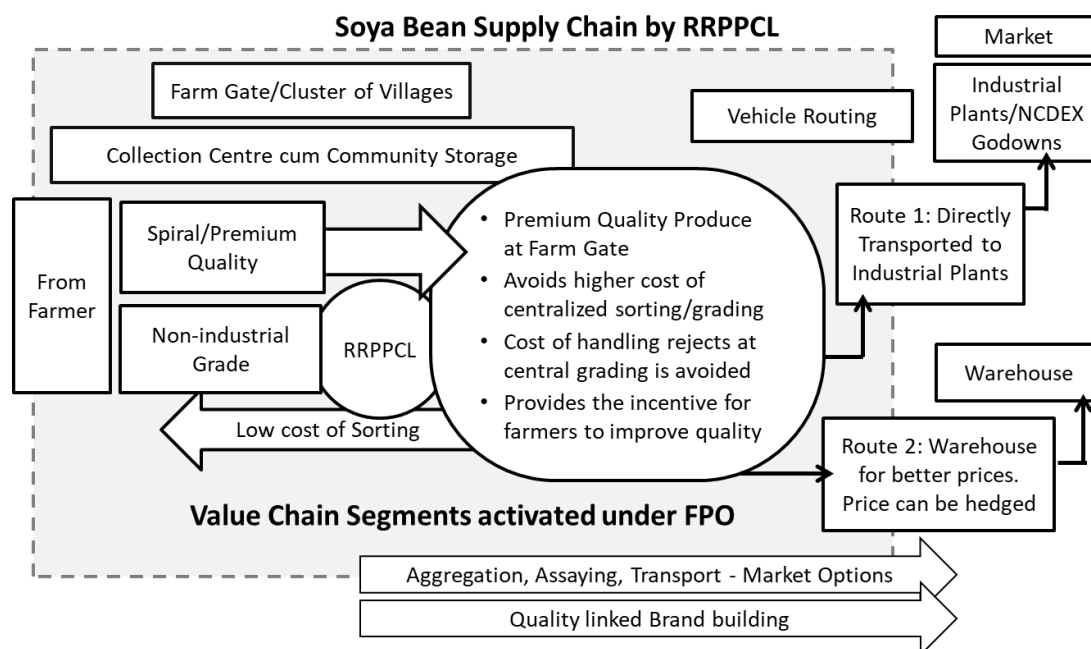 Soya Bean Supply Chain by RRPPCL
Market
Farm Gate/Cluster of Villages
Vehicle Routing
Industrial
Plants/NCDEX
Godowns
Collection Centre cum Community Storage
From
Farmer
Spiral/Premium
Quality
Non-industrial
Grade
RRPPCL
Low cost of Sorting
• Premium Quality Produce
at Farm Gate
• Avoids higher cost of
centralized sorting/grading
• Cost of handling rejects at
central grading is avoided
• Provides the incentive for
farmers to improve quality
Route 1: Directly
Transported to
Industrial Plants
Warehouse
Route 2: Warehouse
for better prices.
Price can be hedged
Value Chain Segments activated under FPO
Aggregation, Assaying, Transport - Market Options
Quality linked Brand building